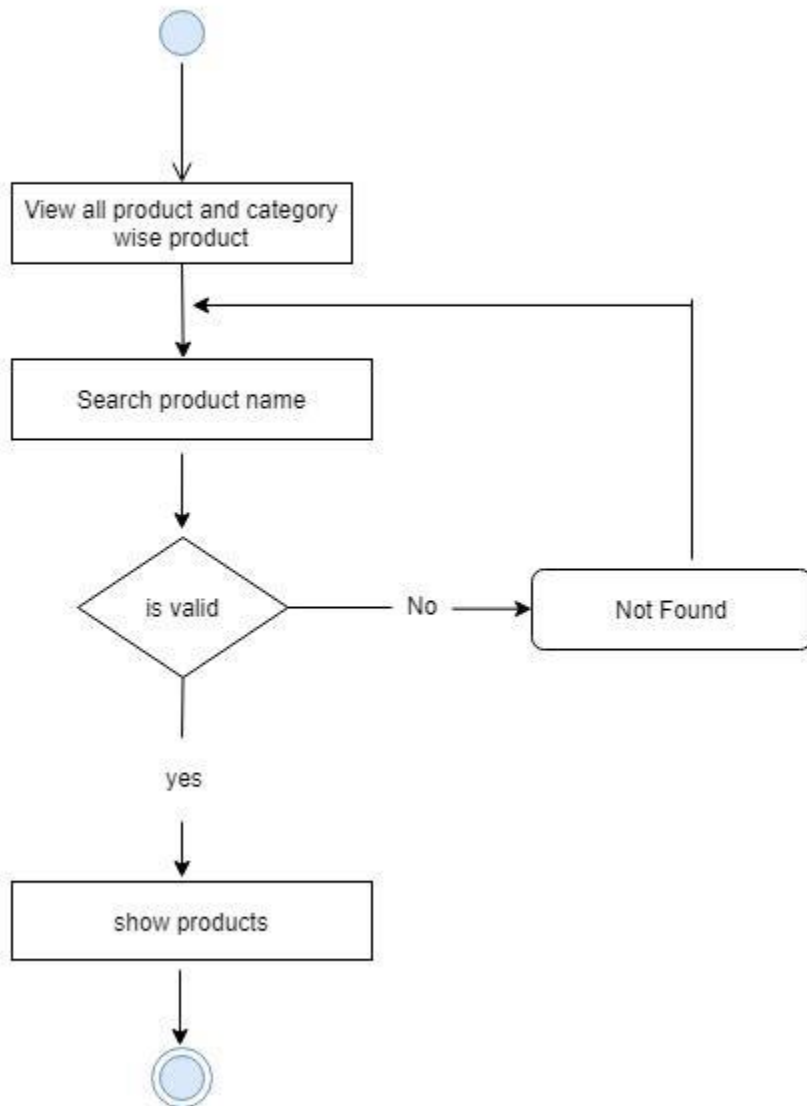 View all product and category
wise product
Search product name
is valid
No
Not Found
yes
show products